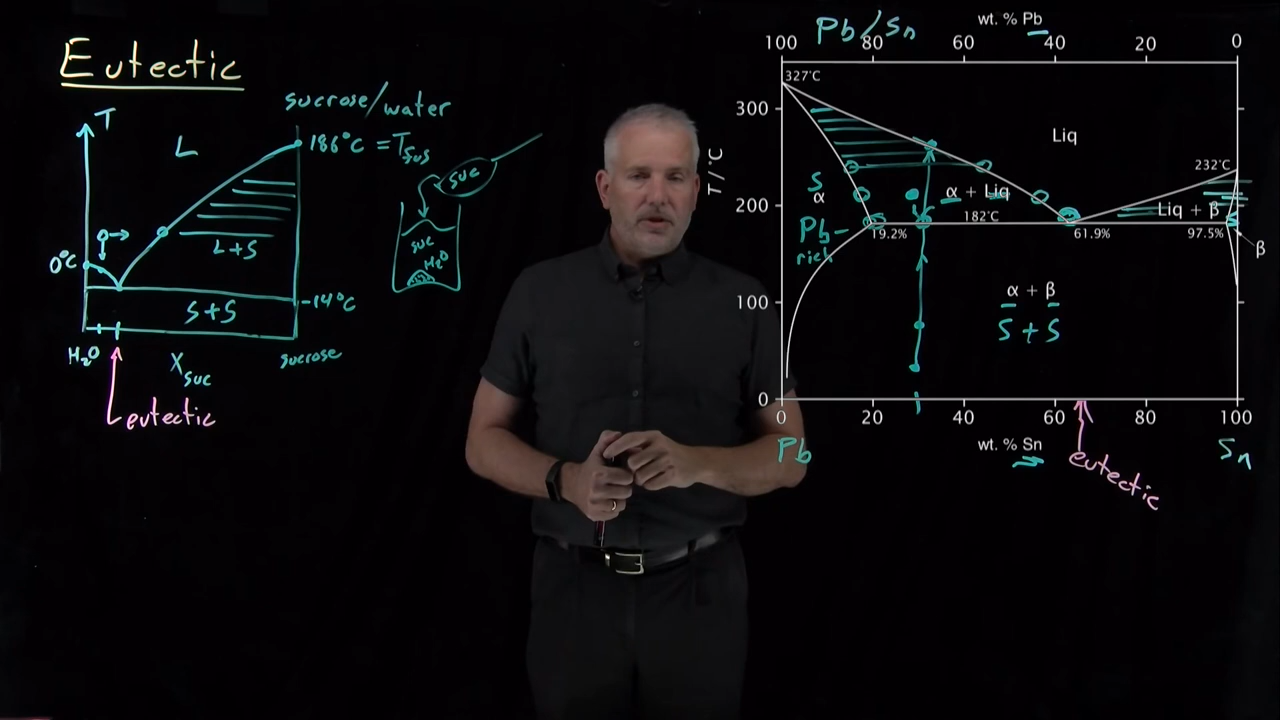 Eutectic
sucrose/water
T
L
186°C = Tsus
suc
suc
H₂O
L+S
0°C
S+S
-14°C
H₂O
Xsuc
sucrose
eutectic
Pb/Sn
wt. % Pb
100 80 60 40 20 0
327°C
300
Liq
T/°C
232°C
S
α
α + Liq
200
182°C
Liq + β
Pb-
rich
19.2%
61.9%
97.5%
β
100
α + β
S + S
0
0 20 40 60 80 100
Pb
wt. % Sn
Sn
eutectic